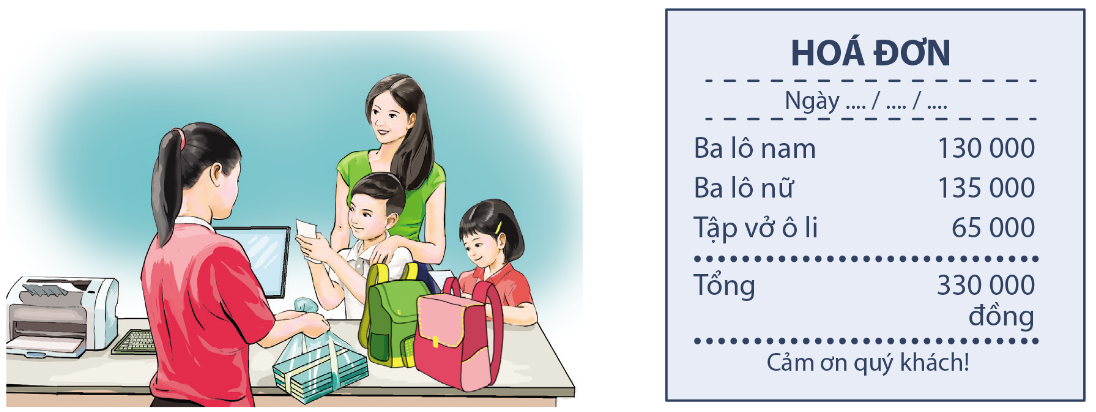 HOÁ ĐƠN
Ngày .... / .... / ....
Ba lô nam 130 000
Ba lô nữ 135 000
Tập vở ô li 65 000
Tổng 330 000
đồng
Cảm ơn quý khách!